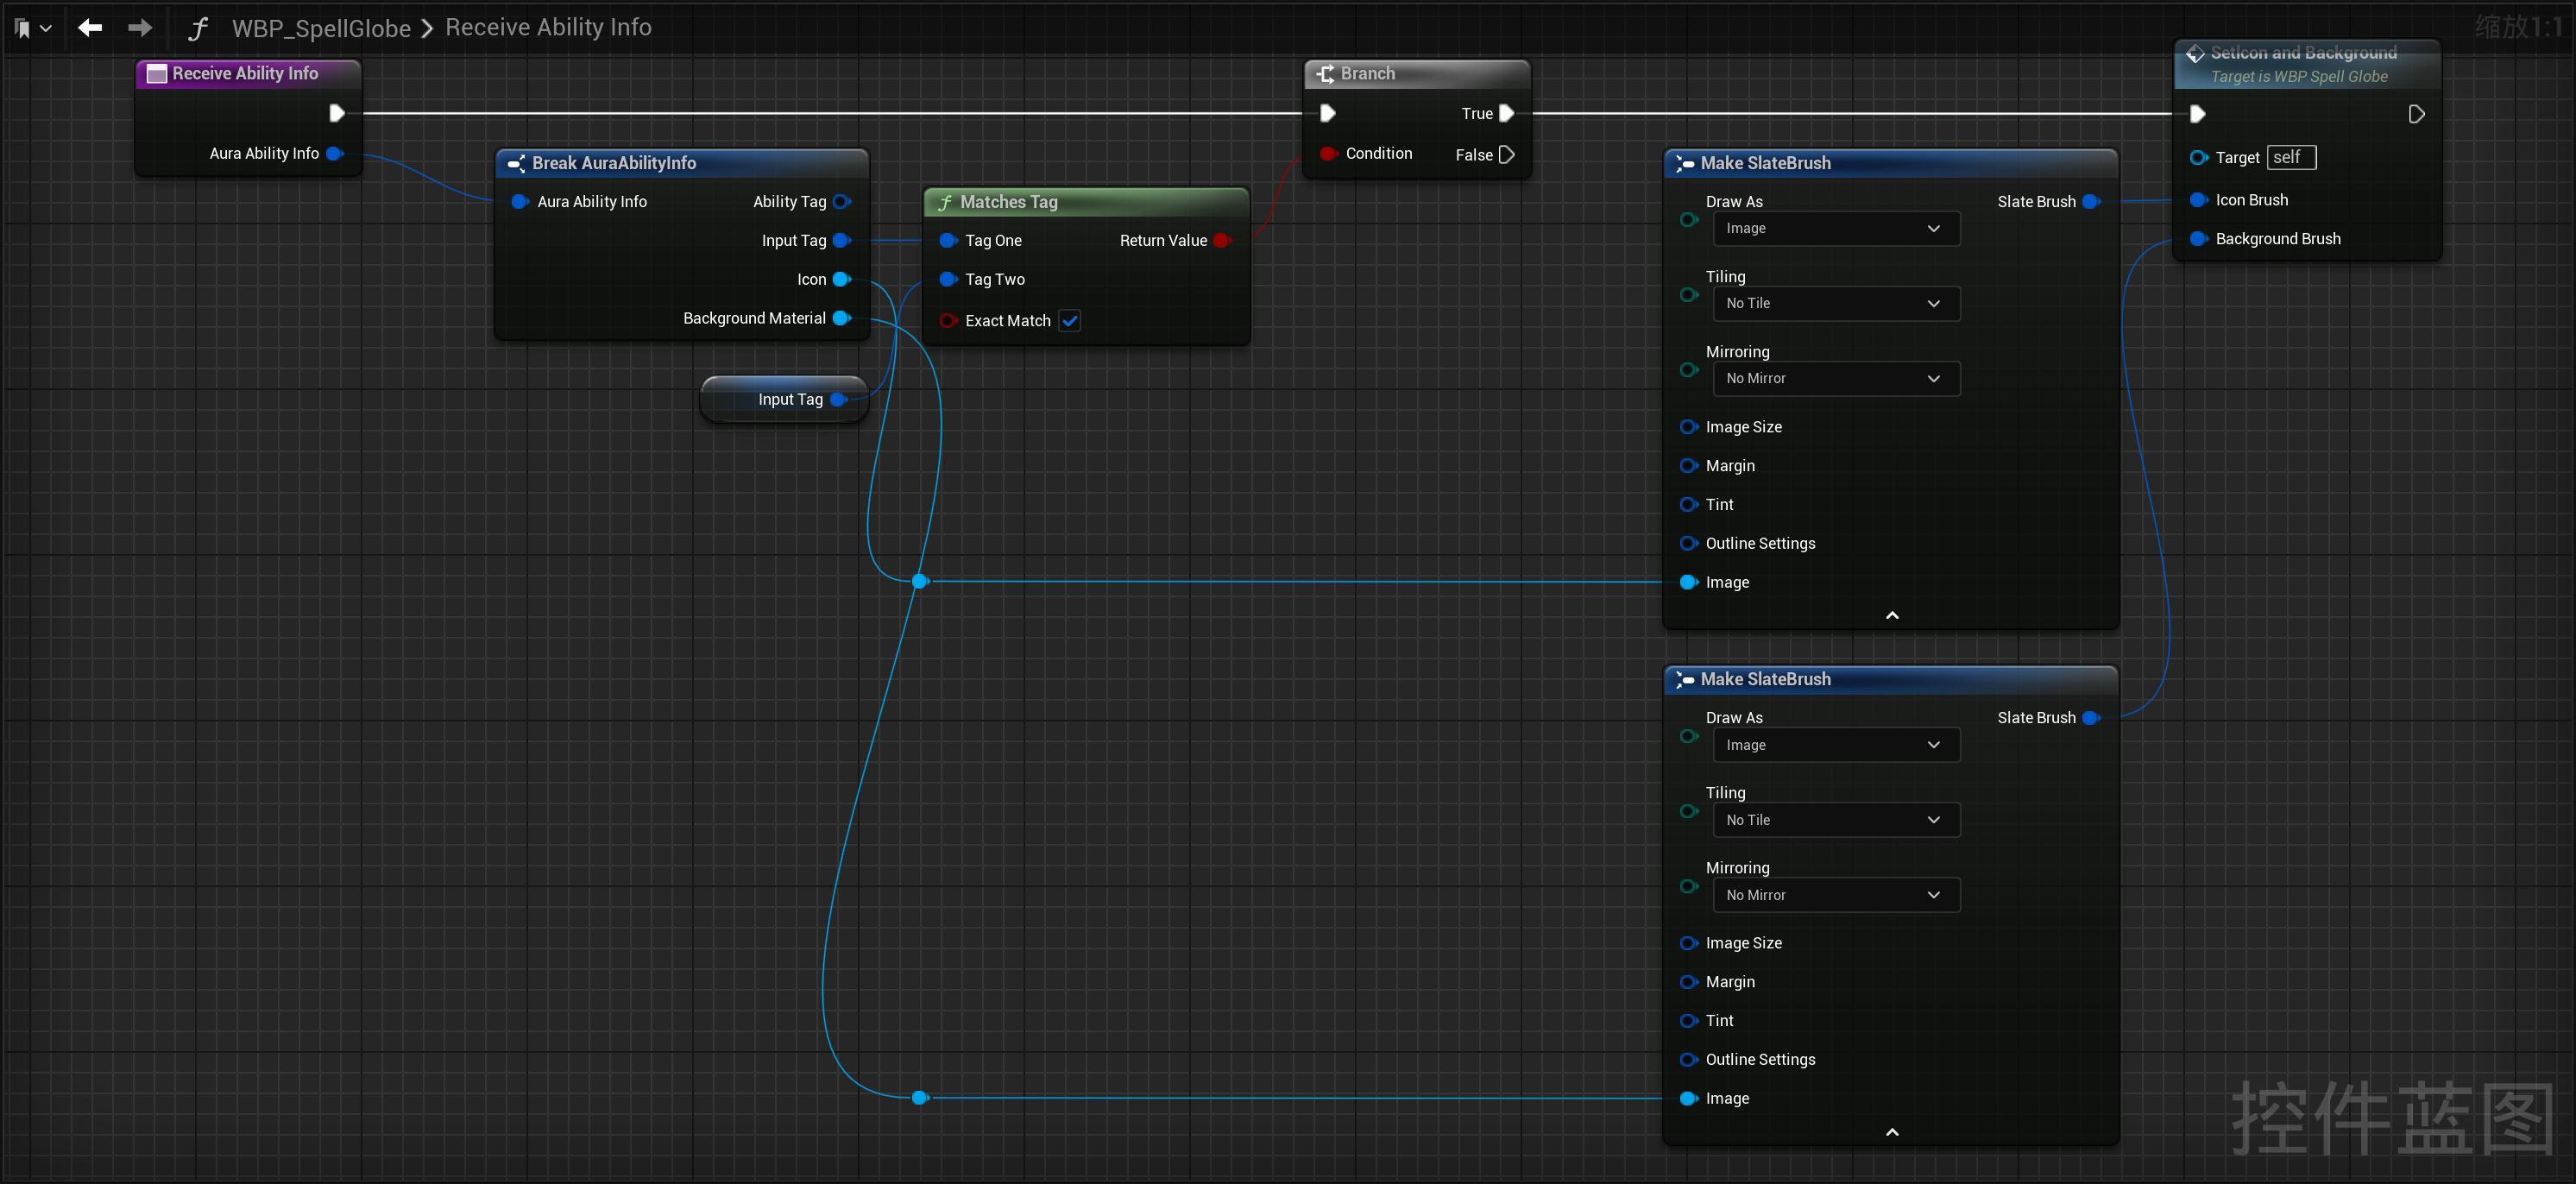 WBP_SpellGlobe > Receive Ability Info
缩放1:1
Receive Ability Info
Aura Ability Info
Break AuraAbilityInfo
Aura Ability Info
Ability Tag
Input Tag
Icon
Background Material
Input Tag
Matches Tag
Tag One
Return Value
Tag Two
Exact Match
Branch
True
Condition
False
Make SlateBrush
Draw As
Slate Brush
Image
Tiling
No Tile
Mirroring
No Mirror
Image Size
Margin
Tint
Outline Settings
Image
Make SlateBrush
Draw As
Slate Brush
Image
Tiling
No Tile
Mirroring
No Mirror
Image Size
Margin
Tint
Outline Settings
Image
SetIcon and Background
Target is WBP Spell Globe
Target self
Icon Brush
Background Brush
控件蓝图